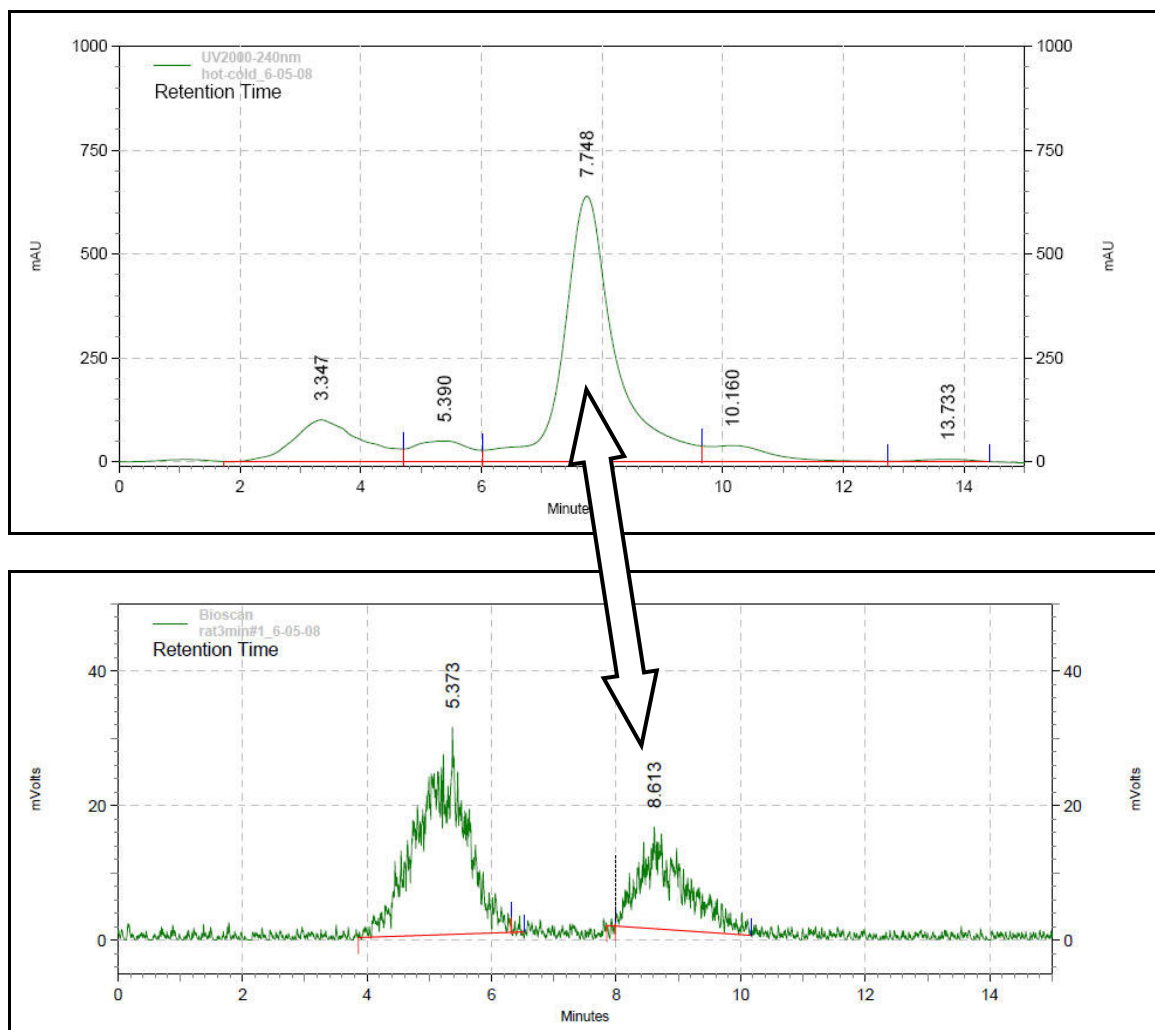 UV2000-240nm
hot-cold_6-05-08
Retention Time
1000
750
500
250
0
mAU
1000
750
500
250
0
mAU
3.347
5.390
7.748
10.160
13.733
0 2 4 6 8 10 12 14
Minutes
Bioscan
rat3min#1_6-05-08
Retention Time
40
20
0
mVolts
40
20
0
mVolts
5.373
8.613
0 2 4 6 8 10 12 14
Minutes